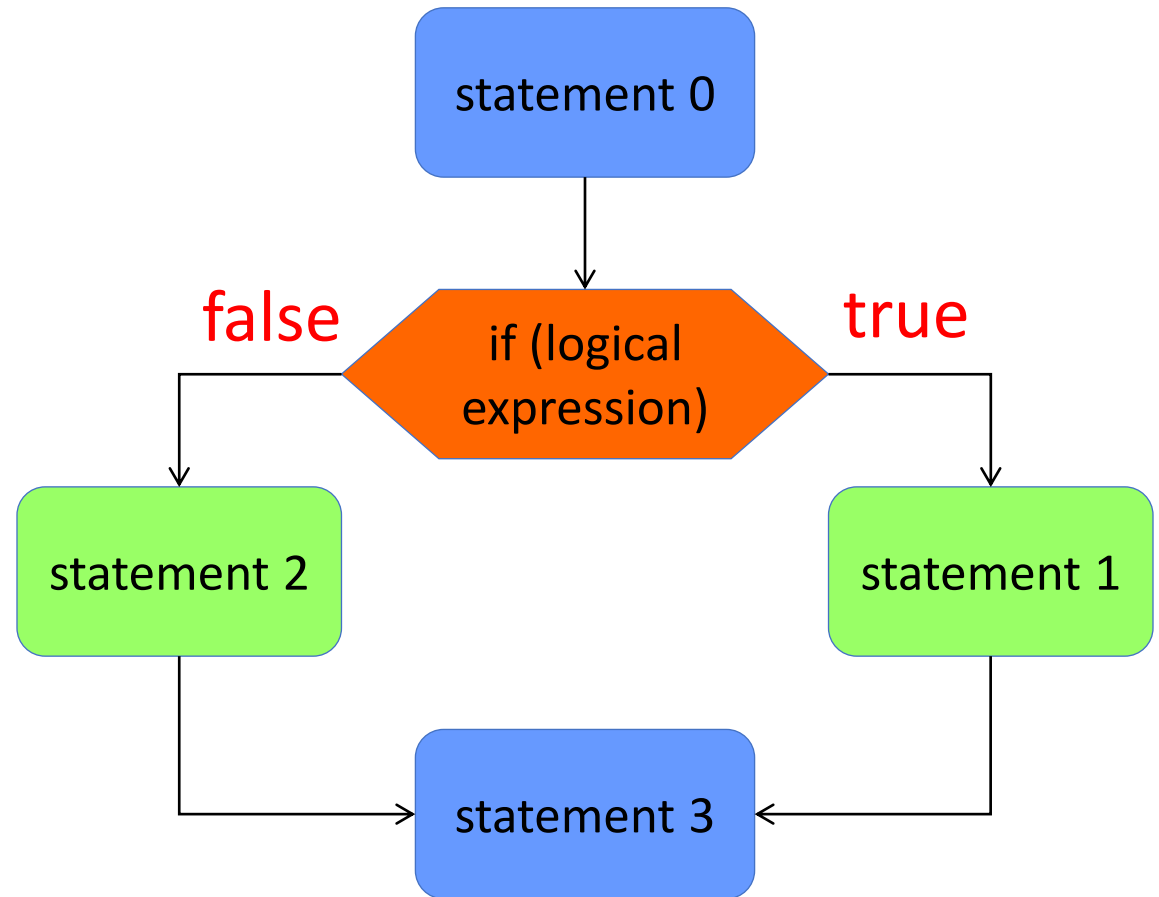 statement 0
false
true
if (logical
expression)
statement 2
statement 1
statement 3